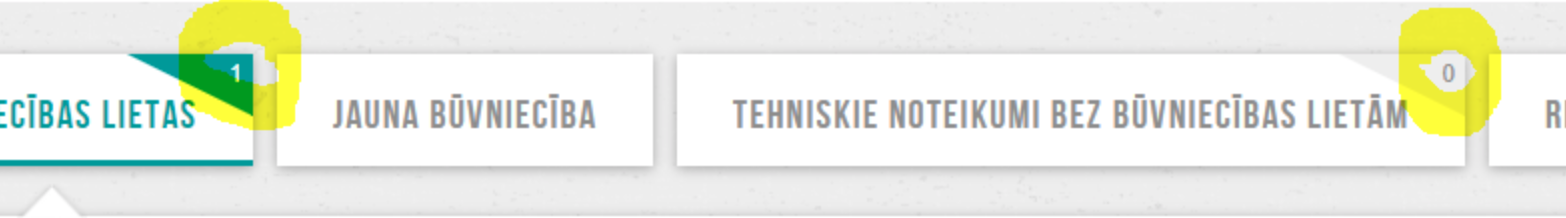 1
0
ECĪBAS LIETAS JAUNA BŪVNIECĪBA TEHNISKIE NOTEIKUMI BEZ BŪVNIECĪBAS LIETĀM